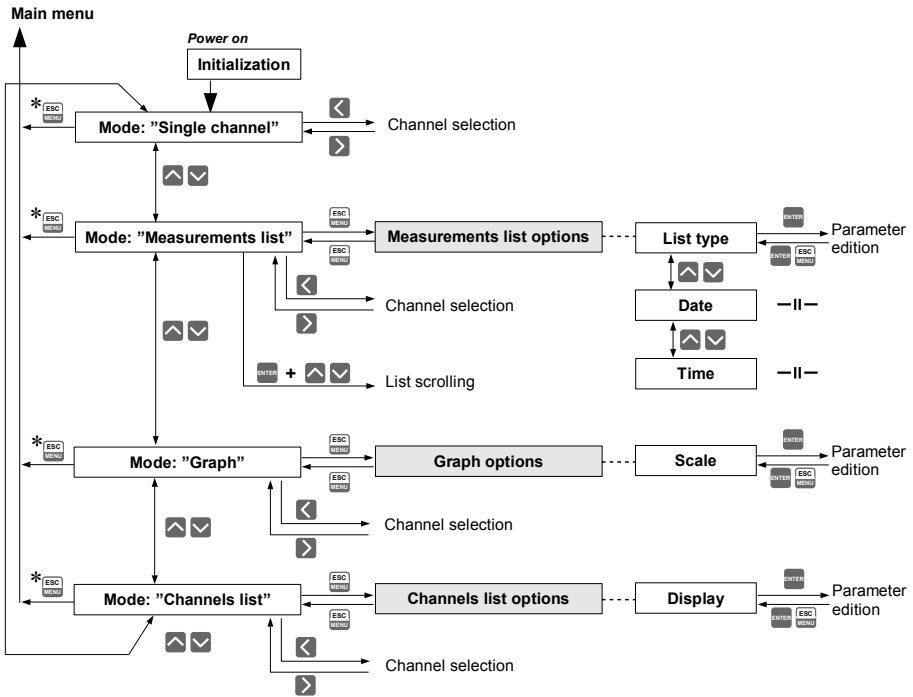 Main menu
Power on
Initialization
* ESC MENU
Mode: ”Single channel”
Channel selection
* ESC MENU
Mode: ”Measurements list”
ESC MENU
ESC MENU
Measurements list options
List type
ENTER
ENTER ESC MENU
Parameter
edition
Channel selection
Date
—II—
ENTER +
List scrolling
Time
—II—
* ESC MENU
Mode: ”Graph”
ESC MENU
ESC MENU
Graph options
Scale
ENTER
ENTER ESC MENU
Parameter
edition
Channel selection
* ESC MENU
Mode: ”Channels list”
ESC MENU
ESC MENU
Channels list options
Display
ENTER
ENTER ESC MENU
Parameter
edition
Channel selection